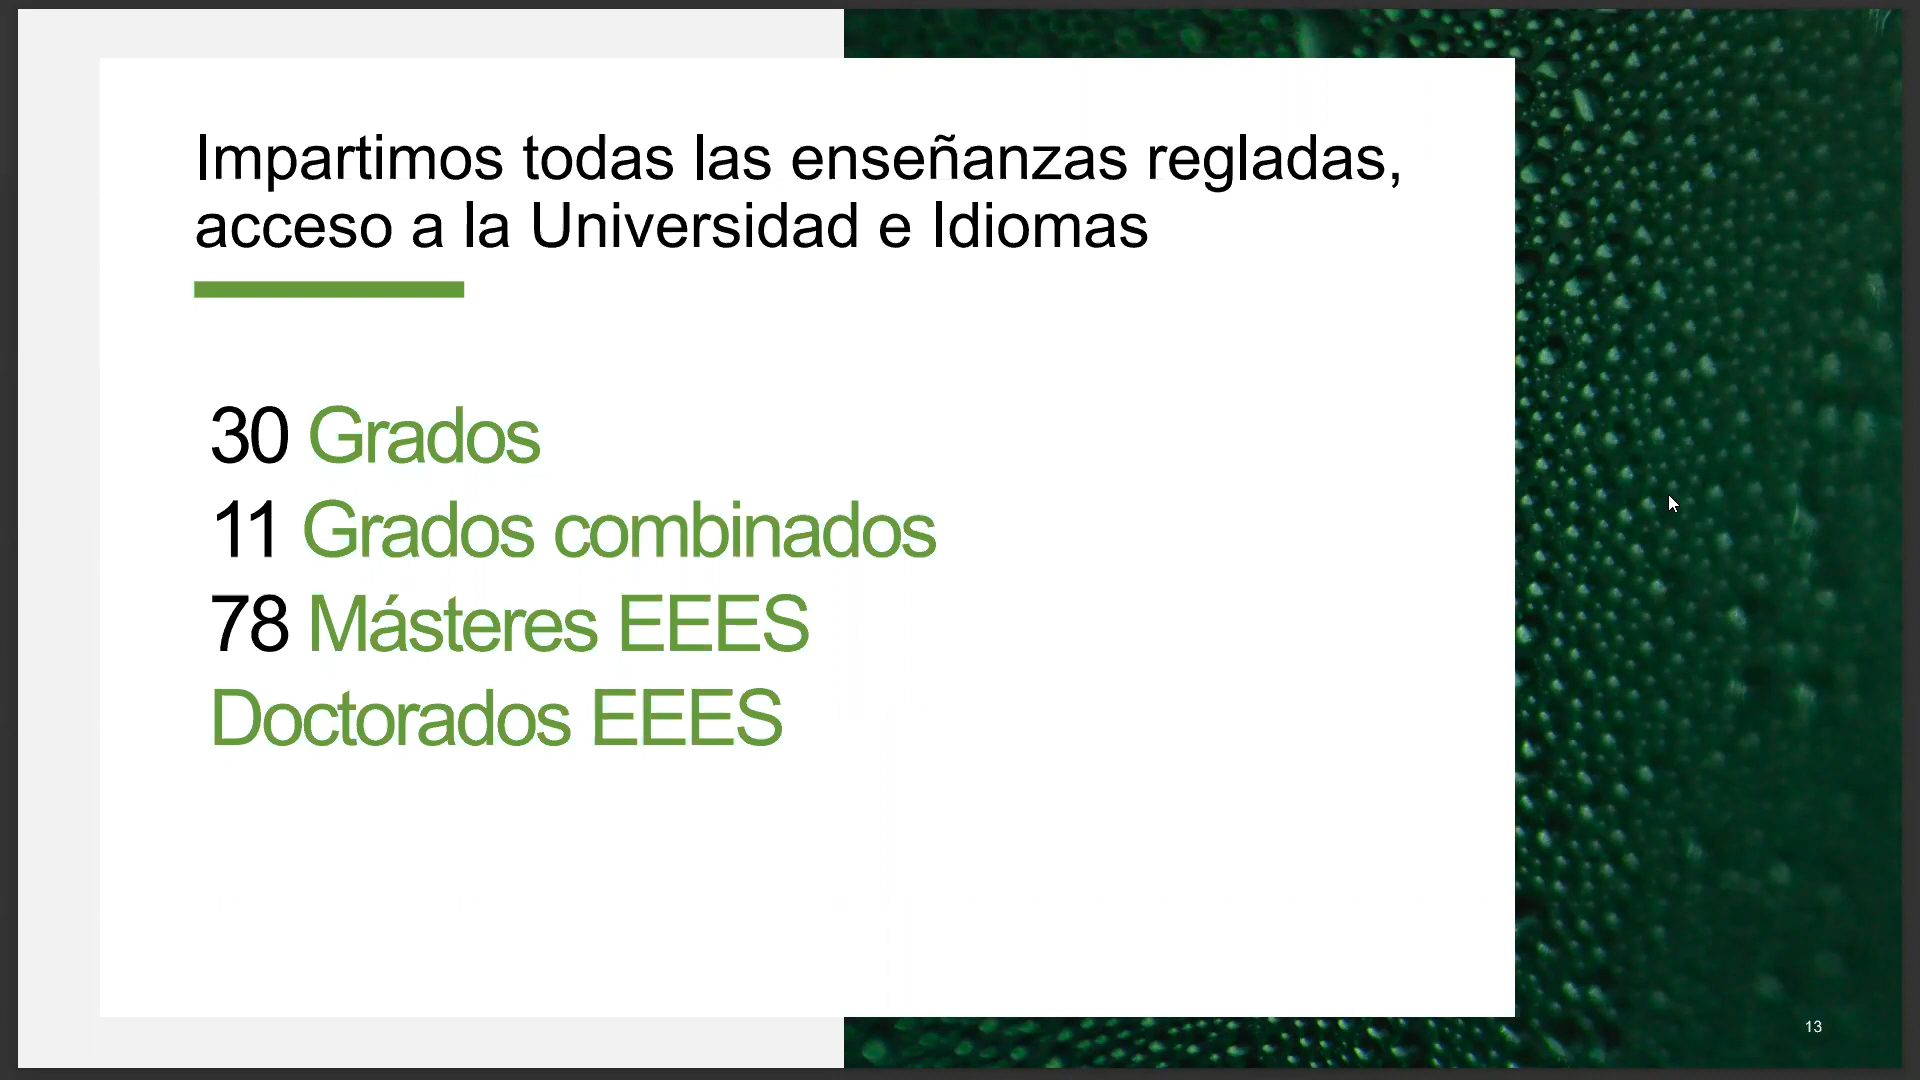 Impartimos todas las enseñanzas regladas,
acceso a la Universidad e Idiomas
30 Grados
11 Grados combinados
78 Másteres EEES
Doctorados EEES
13